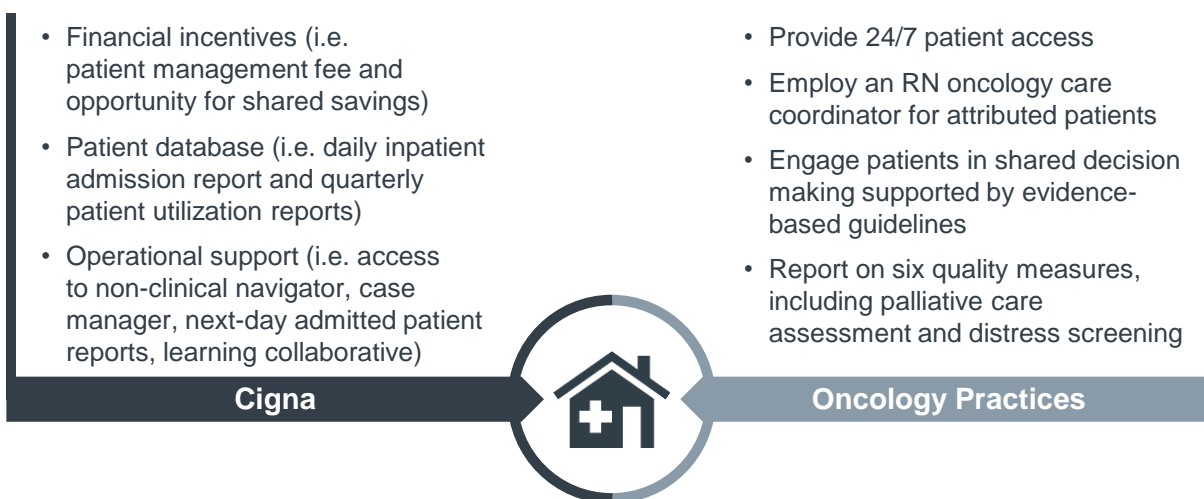 • Financial incentives (i.e.
patient management fee and
opportunity for shared savings)
• Patient database (i.e. daily inpatient
admission report and quarterly
patient utilization reports)
• Operational support (i.e. access
to non-clinical navigator, case
manager, next-day admitted patient
reports, learning collaborative)
Cigna
• Provide 24/7 patient access
• Employ an RN oncology care
coordinator for attributed patients
• Engage patients in shared decision
making supported by evidence-
based guidelines
• Report on six quality measures,
including palliative care
assessment and distress screening
Oncology Practices